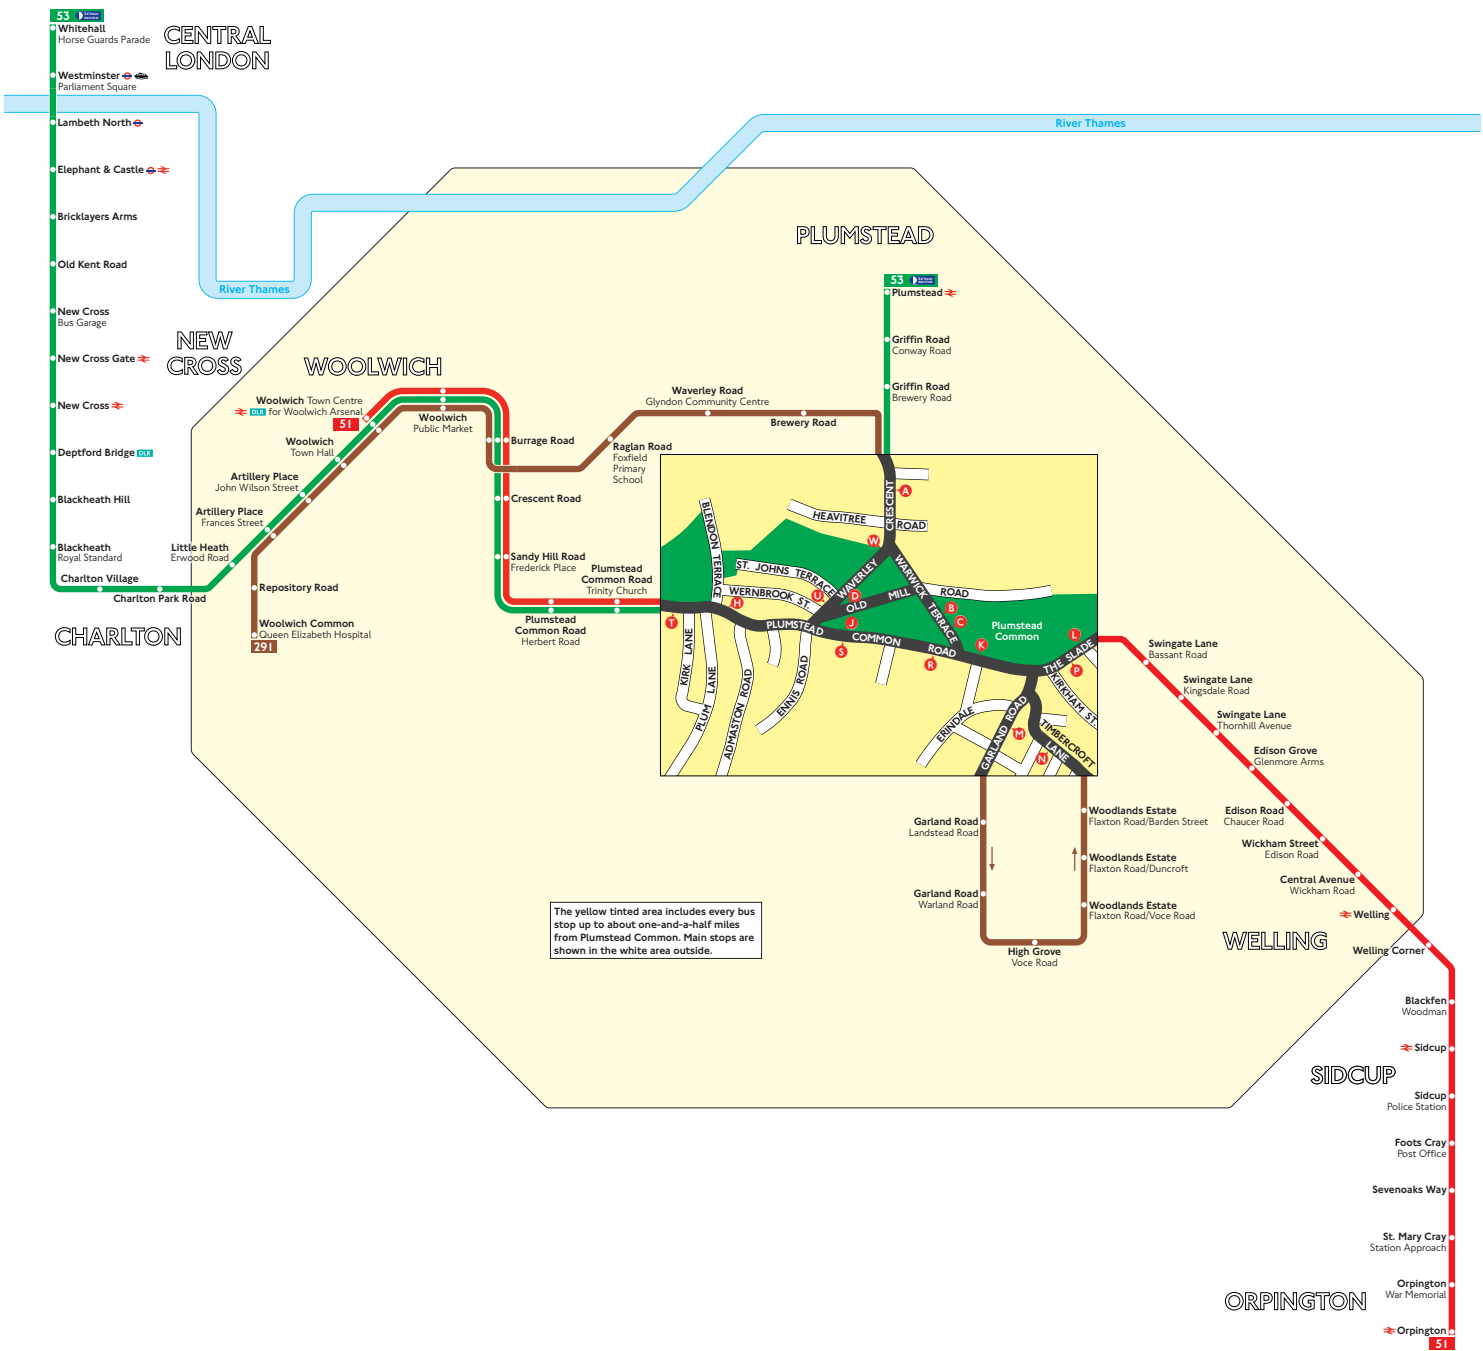 53 24 hour service
Whitehall
Horse Guards Parade
CENTRAL
LONDON
Westminster
Parliament Square
Lambeth North
Elephant & Castle
Bricklayers Arms
Old Kent Road
New Cross
Bus Garage
New Cross Gate
New Cross
Deptford Bridge DLR
Blackheath Hill
Blackheath
Royal Standard
Charlton Village
Charlton Park Road
CHARLTON
NEW
CROSS
River Thames
River Thames
WOOLWICH
Woolwich Town Centre
DLR for Woolwich Arsenal
51
Woolwich
Town Hall
Artillery Place
John Wilson Street
Artillery Place
Frances Street
Little Heath
Erwood Road
Repository Road
Woolwich Common
Queen Elizabeth Hospital
291
Woolwich
Public Market
Burrage Road
Crescent Road
Sandy Hill Road
Frederick Place
Plumstead
Common Road
Trinity Church
Plumstead
Common Road
Herbert Road
Raglan Road
Foxfield
Primary
School
Waverley Road
Glyndon Community Centre
Brewery Road
PLUMSTEAD
53 24 hour service
Plumstead
Griffin Road
Conway Road
Griffin Road
Brewery Road
BLENDON TERRACE
HEAVITREE ROAD
CRESCENT
A
W
ST. JOHNS TERRACE
WERNBROOK ST.
WAVERLEY
WARWICK TERRACE
OLD MILL ROAD
U
D
H
B
C
J
K
L
T
S
R
P
M
N
PLUMSTEAD COMMON ROAD
Plumstead
Common
THE SLADE
KIRK LANE
PLUM LANE
ADMASTON ROAD
ENNIS ROAD
ERINDALE
GARLAND ROAD
TIMBERCROFT
LANE
KIRKHAM ST.
Garland Road
Landstead Road
Garland Road
Warland Road
High Grove
Voce Road
Woodlands Estate
Flaxton Road/Barden Street
Woodlands Estate
Flaxton Road/Duncroft
Woodlands Estate
Flaxton Road/Voce Road
The yellow tinted area includes every bus
stop up to about one-and-a-half miles
from Plumstead Common. Main stops are
shown in the white area outside.
Swingate Lane
Bassant Road
Swingate Lane
Kingsdale Road
Swingate Lane
Thornhill Avenue
Edison Grove
Glenmore Arms
Edison Road
Chaucer Road
Wickham Street
Edison Road
Central Avenue
Wickham Road
Welling
WELLING
Welling Corner
Blackfen
Woodman
Sidcup
SIDCUP
Sidcup
Police Station
Foots Cray
Post Office
Sevenoaks Way
St. Mary Cray
Station Approach
Orpington
War Memorial
ORPINGTON
Orpington
51